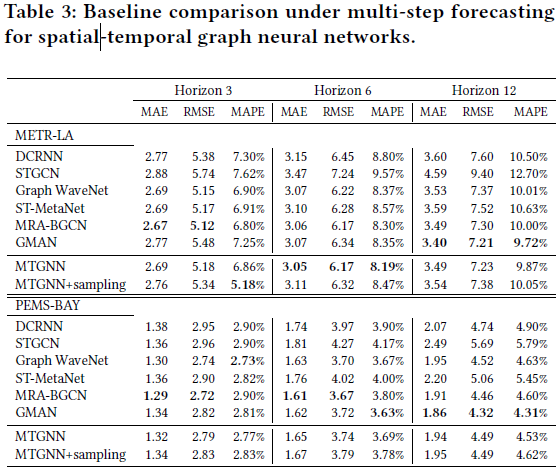 Table 3: Baseline comparison under multi-step forecasting
for spatial-temporal graph neural networks.
Horizon 3 Horizon 6 Horizon 12
MAE RMSE MAPE MAE RMSE MAPE MAE RMSE MAPE
METR-LA
DCRNN 2.77 5.38 7.30% 3.15 6.45 8.80% 3.60 7.60 10.50%
STGCN 2.88 5.74 7.62% 3.47 7.24 9.57% 4.59 9.40 12.70%
Graph WaveNet 2.69 5.15 6.90% 3.07 6.22 8.37% 3.53 7.37 10.01%
ST-MetaNet 2.69 5.17 6.91% 3.10 6.28 8.57% 3.59 7.52 10.63%
MRA-BGCN 2.67 5.12 6.80% 3.06 6.17 8.30% 3.49 7.30 10.00%
GMAN 2.77 5.48 7.25% 3.07 6.34 8.35% 3.40 7.21 9.72%
MTGNN 2.69 5.18 6.86% 3.05 6.17 8.19% 3.49 7.23 9.87%
MTGNN+sampling 2.76 5.34 5.18% 3.11 6.32 8.47% 3.54 7.38 10.05%
PEMS-BAY
DCRNN 1.38 2.95 2.90% 1.74 3.97 3.90% 2.07 4.74 4.90%
STGCN 1.36 2.96 2.90% 1.81 4.27 4.17% 2.49 5.69 5.79%
Graph WaveNet 1.30 2.74 2.73% 1.63 3.70 3.67% 1.95 4.52 4.63%
ST-MetaNet 1.36 2.90 2.82% 1.76 4.02 4.00% 2.20 5.06 5.45%
MRA-BGCN 1.29 2.72 2.90% 1.61 3.67 3.80% 1.91 4.46 4.60%
GMAN 1.34 2.82 2.81% 1.62 3.72 3.63% 1.86 4.32 4.31%
MTGNN 1.32 2.79 2.77% 1.65 3.74 3.69% 1.94 4.49 4.53%
MTGNN+sampling 1.34 2.83 2.83% 1.67 3.79 3.78% 1.95 4.49 4.62%